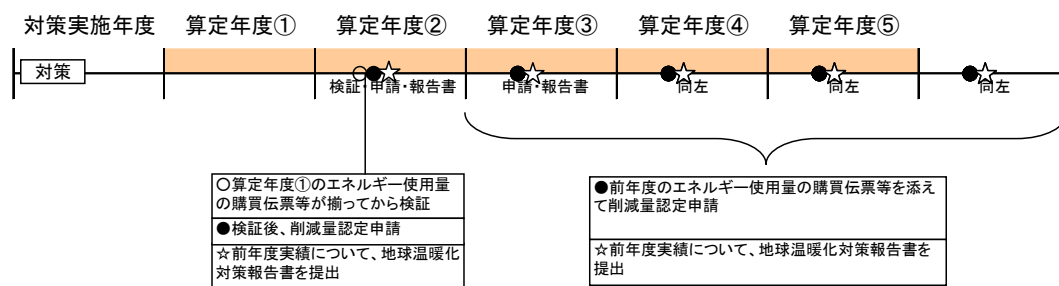 対策実施年度 算定年度① 算定年度② 算定年度③ 算定年度④ 算定年度⑤
対策
検証・申請・報告書 申請・報告書 同左 同左 同左
○算定年度①のエネルギー使用量
の購買伝票等が揃ってから検証
●検証後、削減量認定申請
☆前年度実績について、地球温暖化
対策報告書を提出
●前年度のエネルギー使用量の購買伝票等を添え
て削減量認定申請
☆前年度実績について、地球温暖化対策報告書を
提出